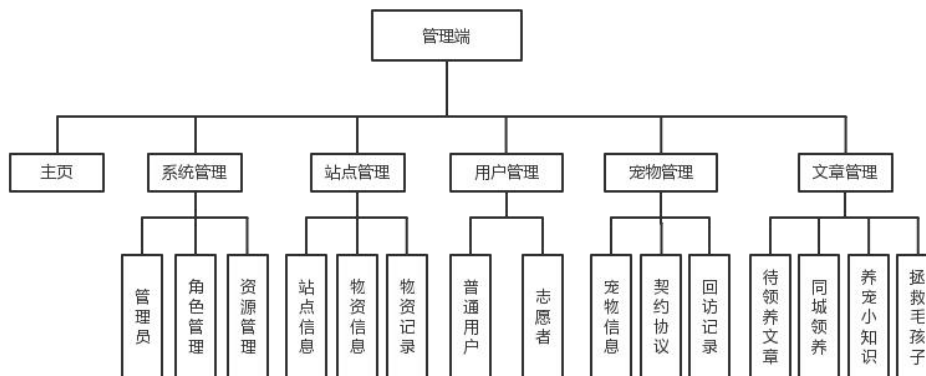 管理端
主页
系统管理
站点管理
用户管理
宠物管理
文章管理
管理员
角色管理
资源管理
站点信息
物资信息
物资记录
普通用户
志愿者
宠物信息
契约协议
回访记录
待领养文章
同城领养
养宠小知识
拯救毛孩子